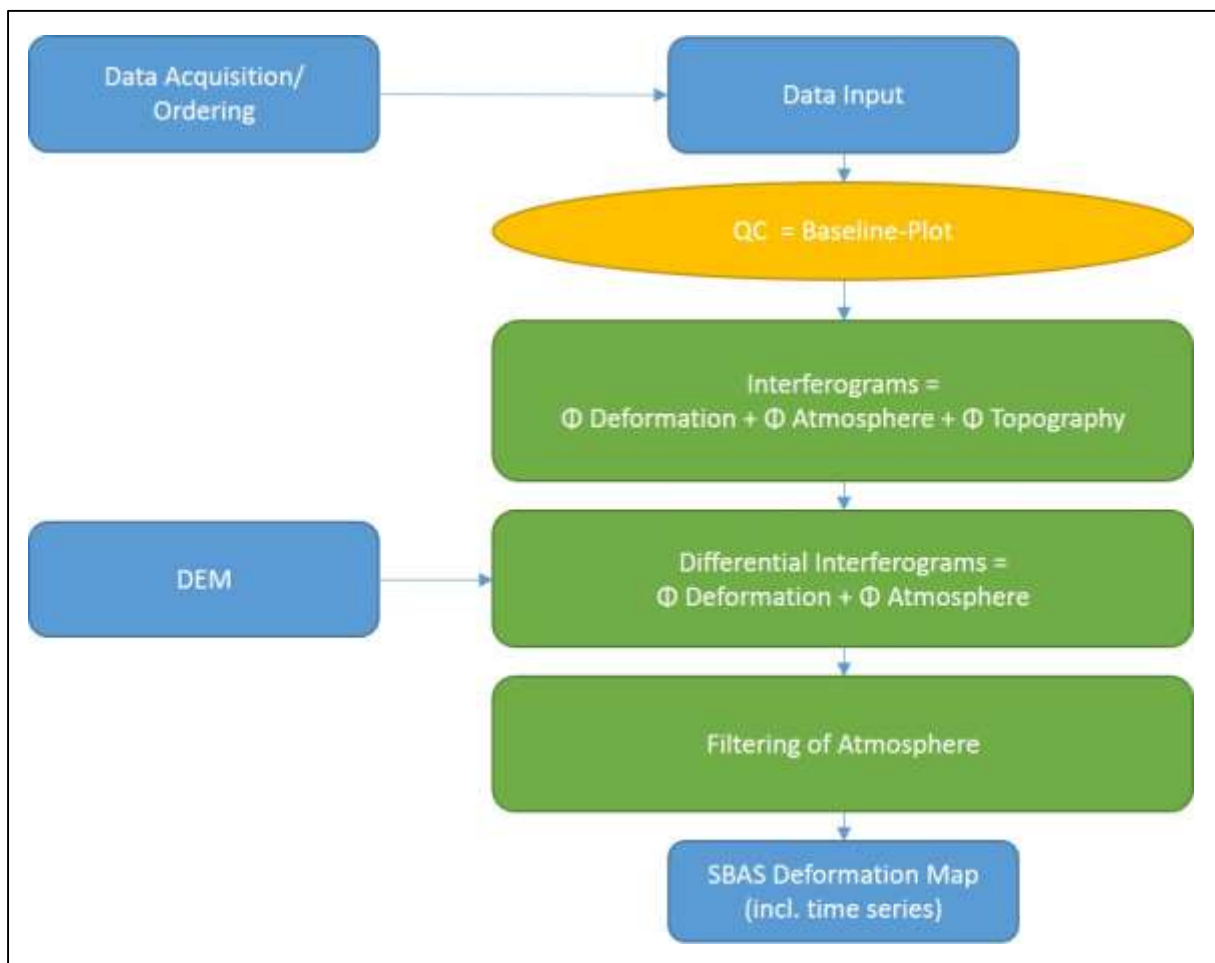 Data Acquisition/
Ordering
Data Input
QC = Baseline-Plot
Interferograms =
Φ Deformation + Φ Atmosphere + Φ Topography
DEM
Differential Interferograms =
Φ Deformation + Φ Atmosphere
Filtering of Atmosphere
SBAS Deformation Map
(incl. time series)